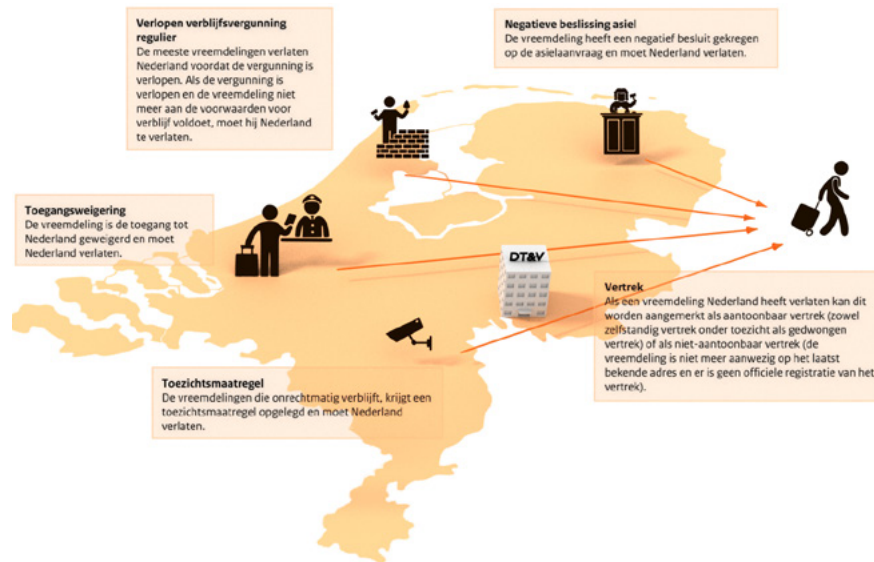 Verlopen verblijfsvergunning
regulier
De meeste vreemdelingen verlaten
Nederland voordat de vergunning is
verlopen. Als de vergunning is
verlopen en de vreemdeling niet
meer aan de voorwaarden voor
verblijf voldoet, moet hij Nederland
te verlaten.
Negatieve beslissing asiel
De vreemdeling heeft een negatief besluit gekregen
op de asielaanvraag en moet Nederland verlaten.
Toegangsweigering
De vreemdeling is de toegang tot
Nederland geweigerd en moet
Nederland verlaten.
DT&V
Vertrek
Als een vreemdeling Nederland heeft verlaten kan dit
worden aangemerkt als aantoonbaar vertrek (zowel
zelfstandig vertrek onder toezicht als gedwongen
vertrek) of als niet-aantoonbaar vertrek (de
vreemdeling is niet meer aanwezig op het laatst
bekende adres en er is geen officiele registratie van het
vertrek).
Toezichtsmaatregel
De vreemdelingen die onrechtmatig verblijft, krijgt een
toezichtsmaatregel opgelegd en moet Nederland
verlaten.